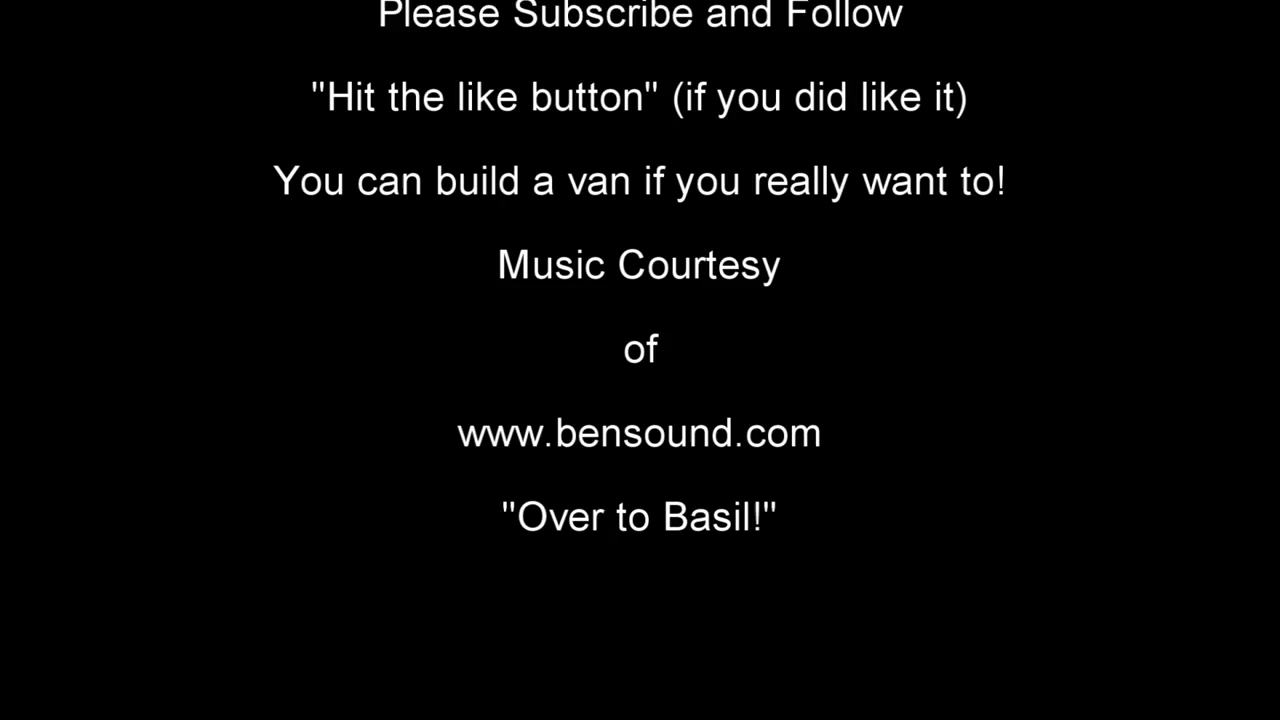 Please Subscribe and Follow
"Hit the like button" (if you did like it)
You can build a van if you really want to!
Music Courtesy
of
www.bensound.com
"Over to Basil!"